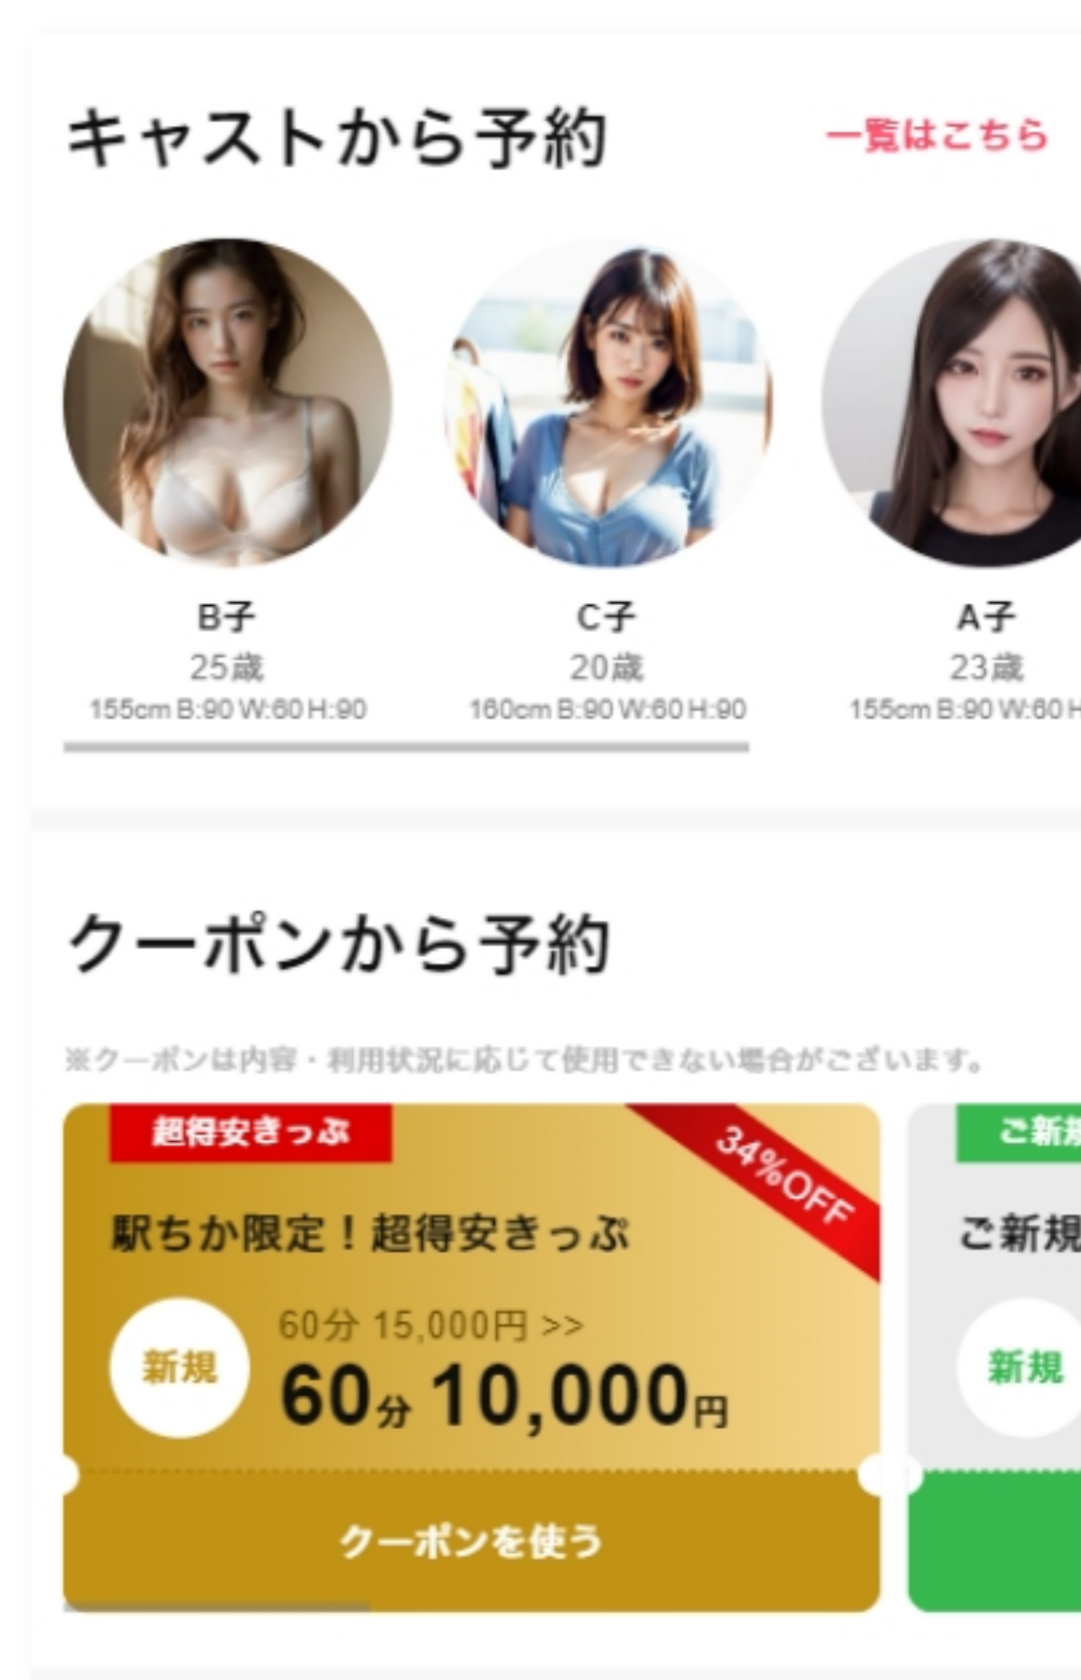 キャストから予約
一覧はこちら
B子
25歳
155cm B:90 W:60 H:90
C子
20歳
160cm B:90 W:60 H:90
A子
23歳
155cm B:90 W:60 H
クーポンから予約
※クーポンは内容・利用状況に応じて使用できない場合がございます。
超得安きっぷ
34%OFF
駅ちか限定！超得安きっぷ
新規
60分 15,000円 >>
60分 10,000円
クーポンを使う
ご新規
ご新規
新規